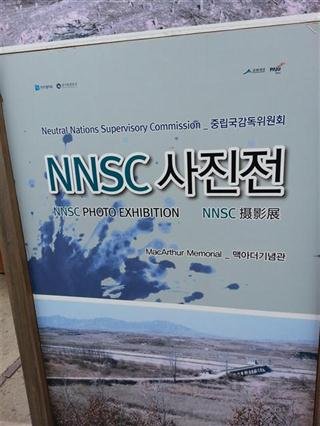 Neutral Nations Supervisory Commission _ 중립국감독위원회
NNSC 사진전
NNSC PHOTO EXHIBITION NNSC 摄影展
MacArthur Memorial _ 맥아더기념관